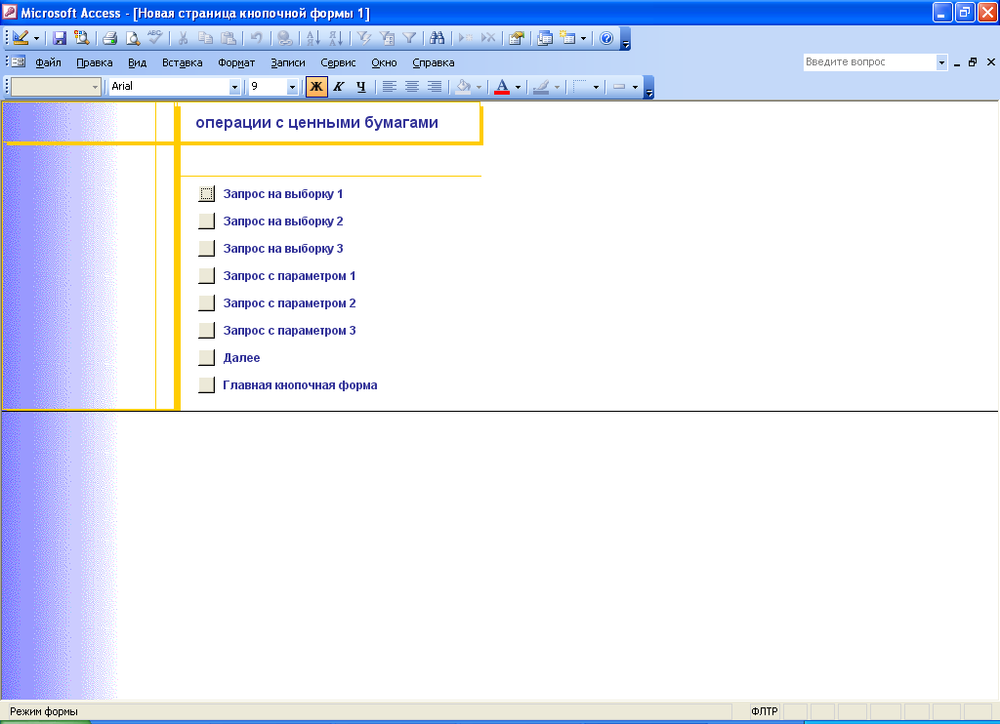 Microsoft Access - [Новая страница кнопочной формы 1]
Файл Правка Вид Вставка Формат Записи Сервис Окно Справка
Введите вопрос
Arial 9 Ж К Ч
операции с ценными бумагами
Запрос на выборку 1
Запрос на выборку 2
Запрос на выборку 3
Запрос с параметром 1
Запрос с параметром 2
Запрос с параметром 3
Далее
Главная кнопочная форма
Режим формы
ФЛТР